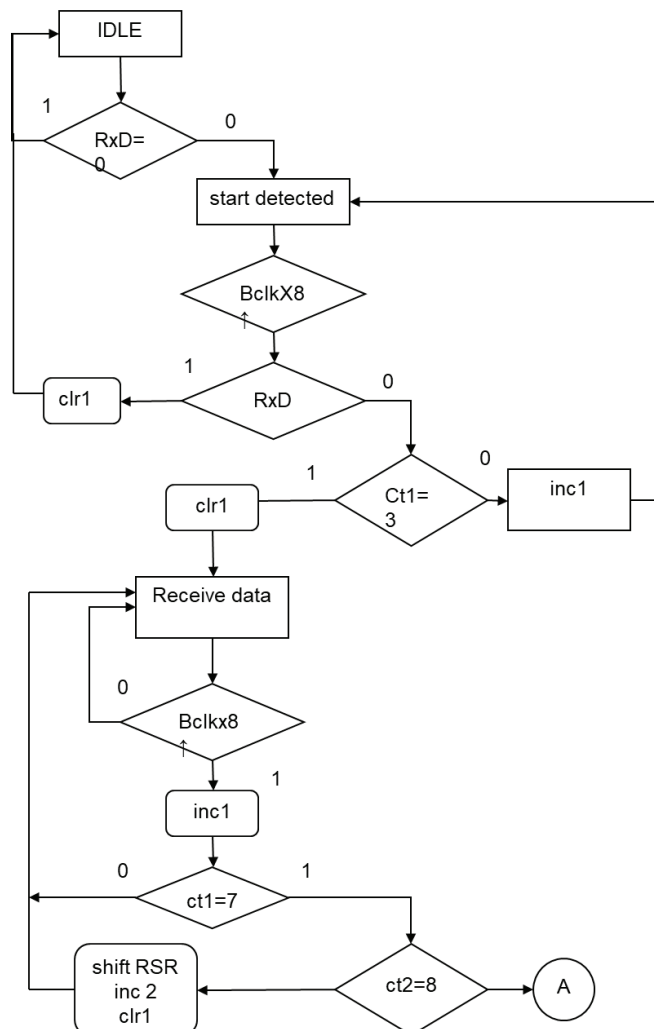 IDLE
1
RxD=
0
0
start detected
BclkX8
↑
1
RxD
0
clr1
1
Ct1=
3
0
inc1
clr1
Receive data
0
Bclkx8
↑
1
inc1
0
ct1=7
1
shift RSR
inc 2
clr1
ct2=8
A